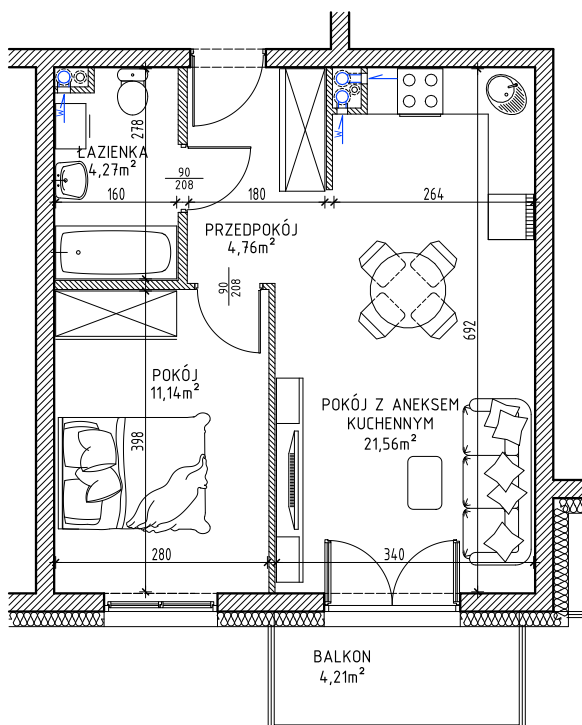 W
W
278
ŁAZIENKA
4,27m²
90
208
160
180
264
PRZEDPOKÓJ
4,76m²
90
208
692
POKÓJ
11,14m²
POKÓJ Z ANEKSEM
KUCHENNYM
21,56m²
398
280
340
BALKON
4,21m²